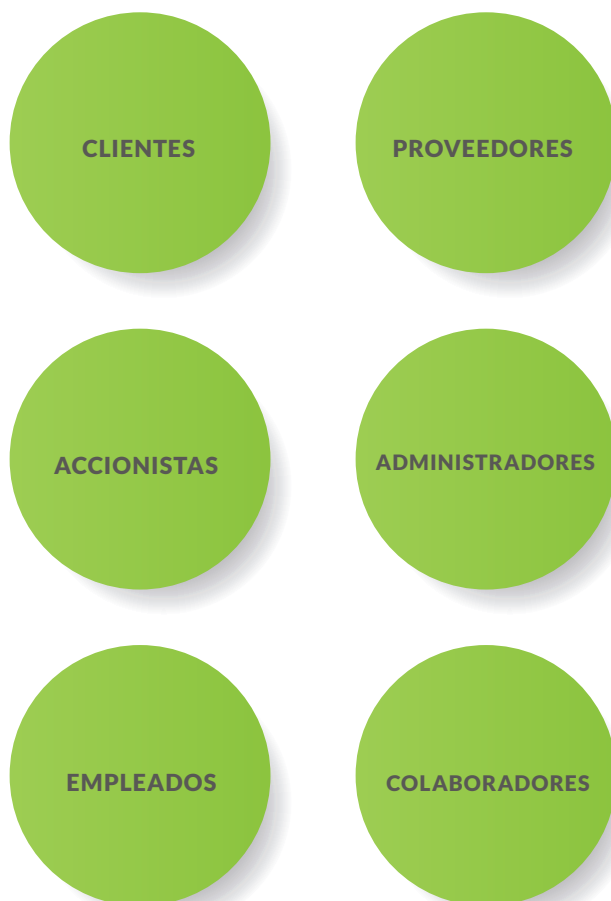 CLIENTES
PROVEEDORES
ACCIONISTAS
ADMINISTRADORES
EMPLEADOS
COLABORADORES